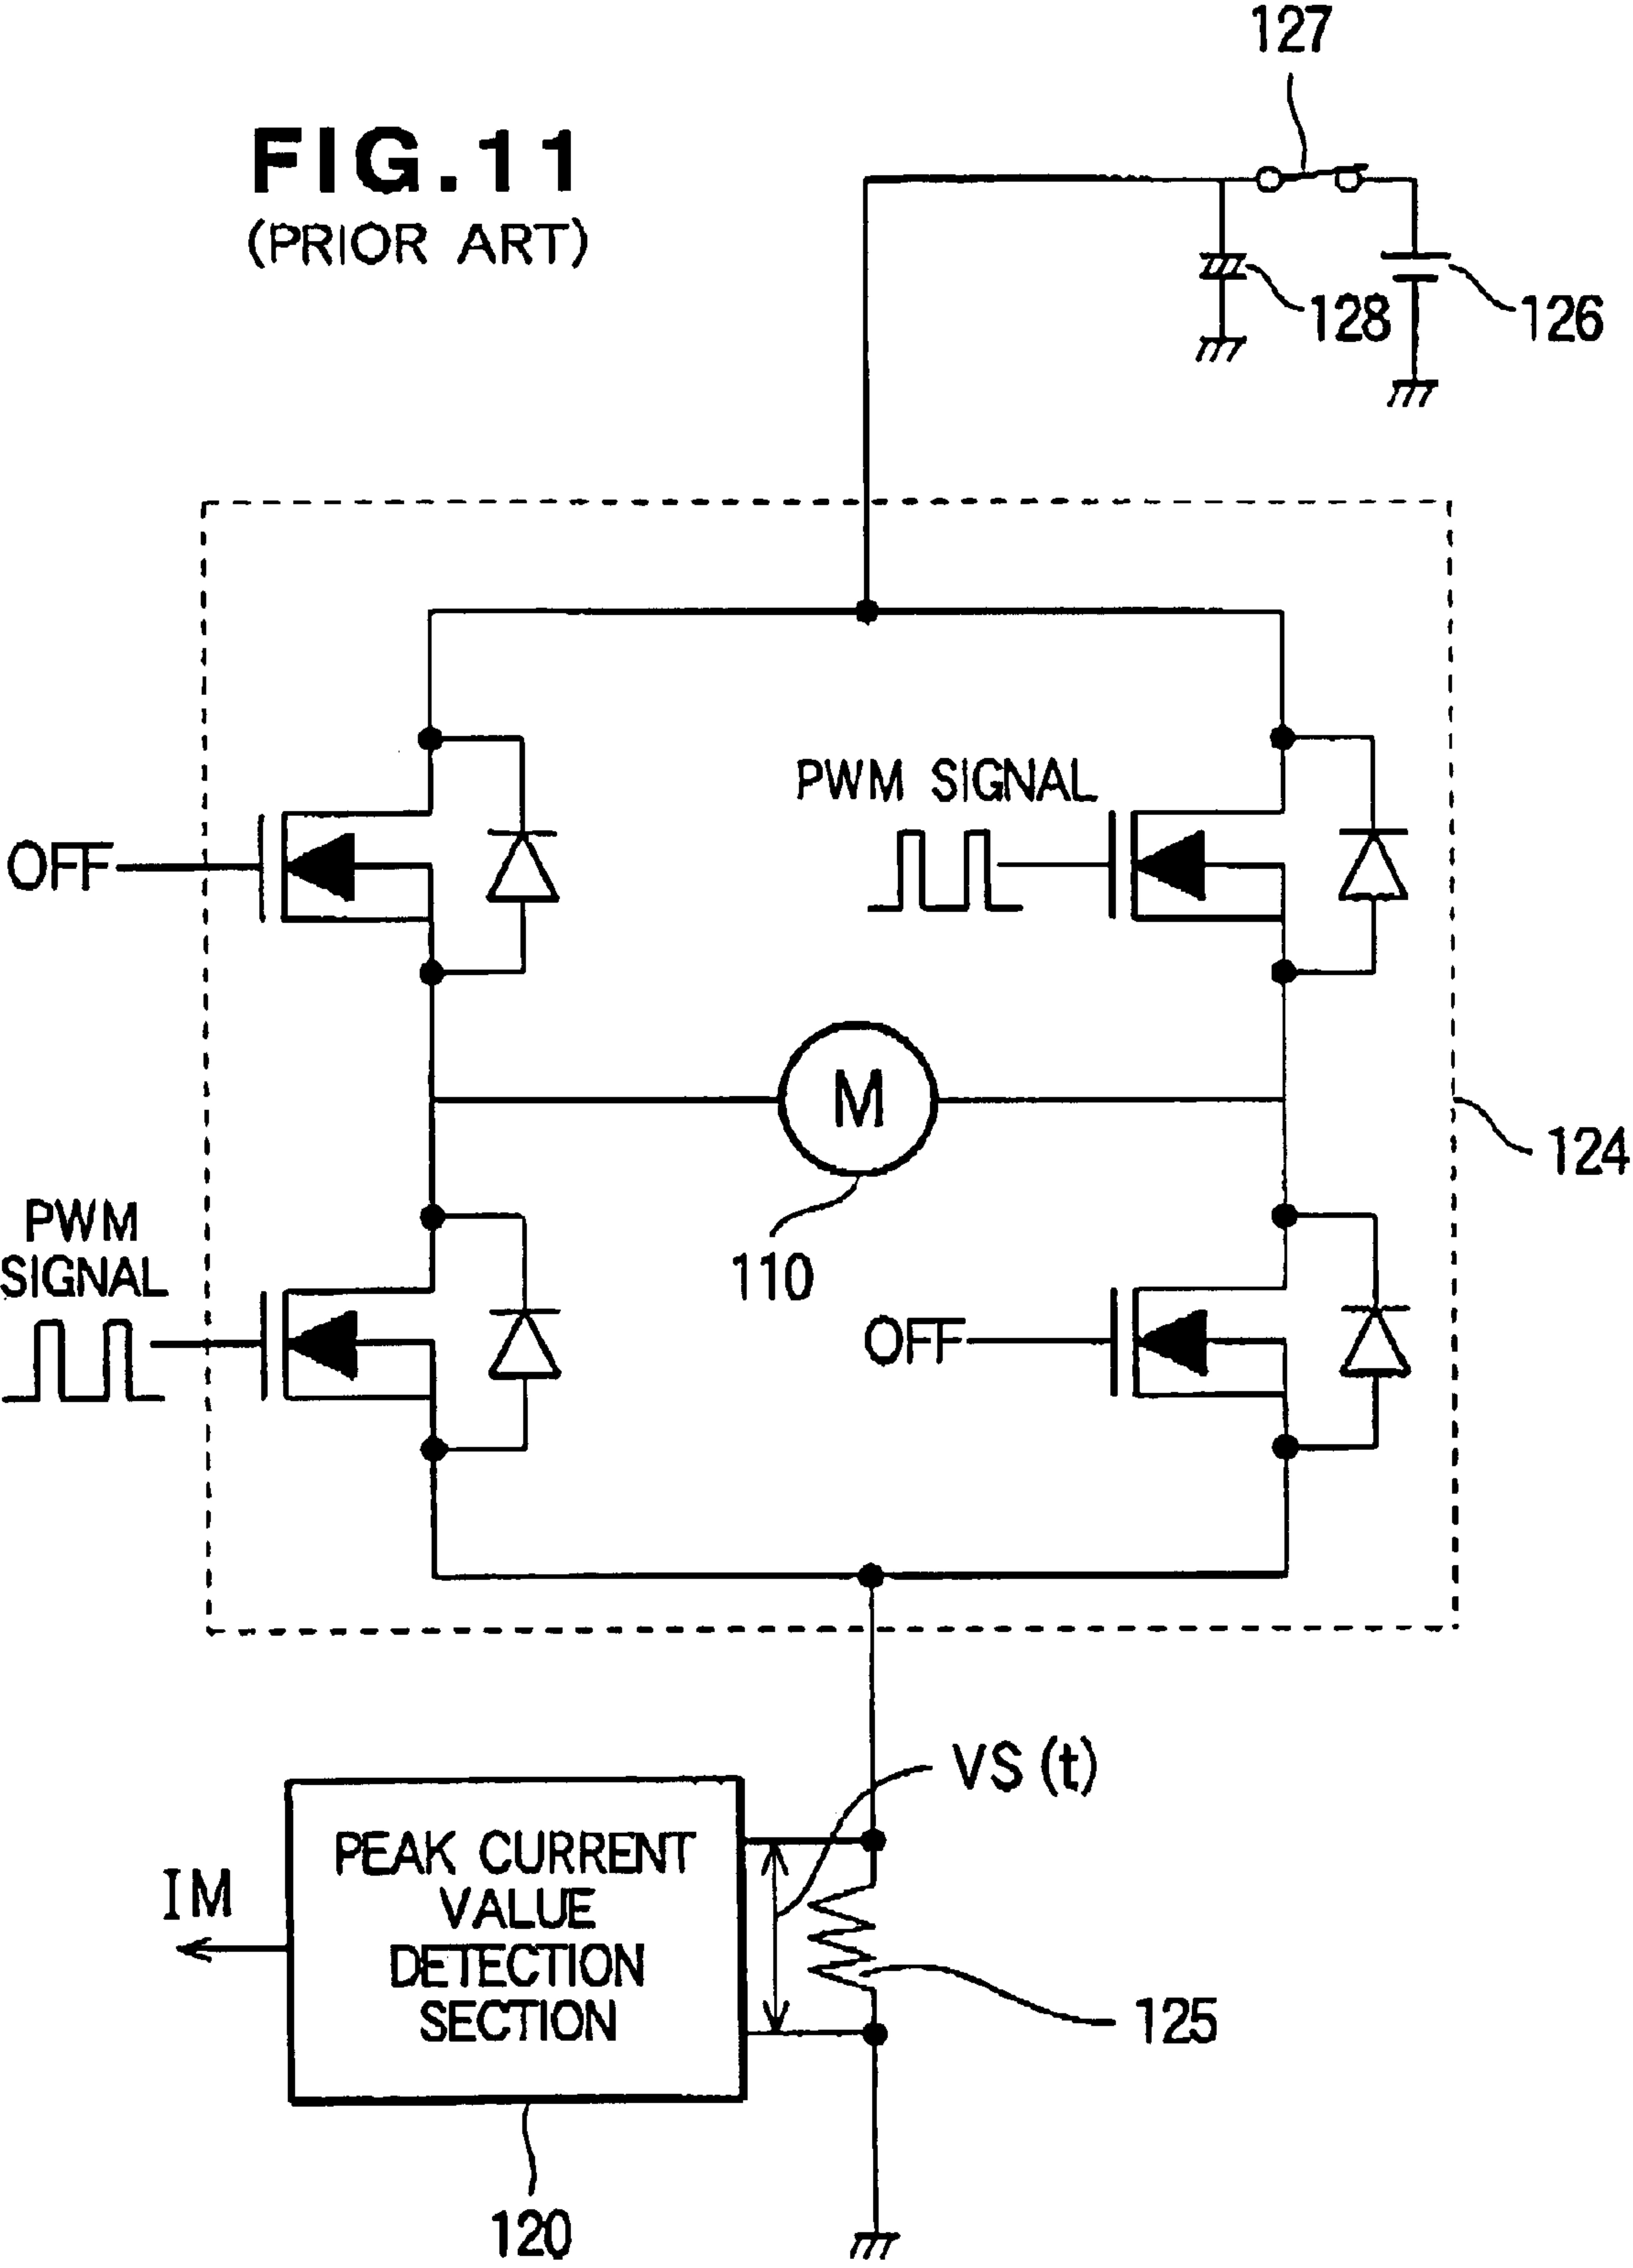 127
FIG.11
(PRIOR ART)
128
126
PWM SIGNAL
OFF
M
124
PWM
SIGNAL
110
OFF
VS (t)
PEAK CURRENT
VALUE
DETECTION
SECTION
IM
125
120